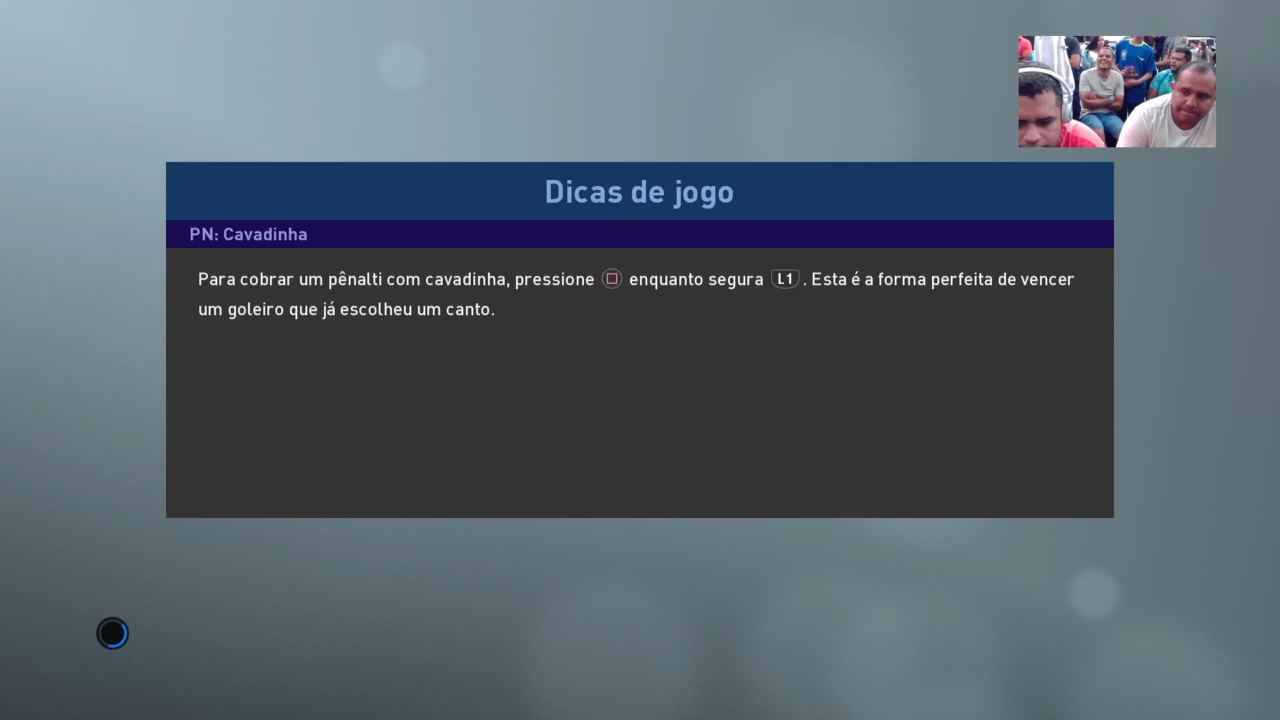 Dicas de jogo
PN: Cavadinha
Para cobrar um pênalti com cavadinha, pressione □ enquanto segura L1. Esta é a forma perfeita de vencer
um goleiro que já escolheu um canto.